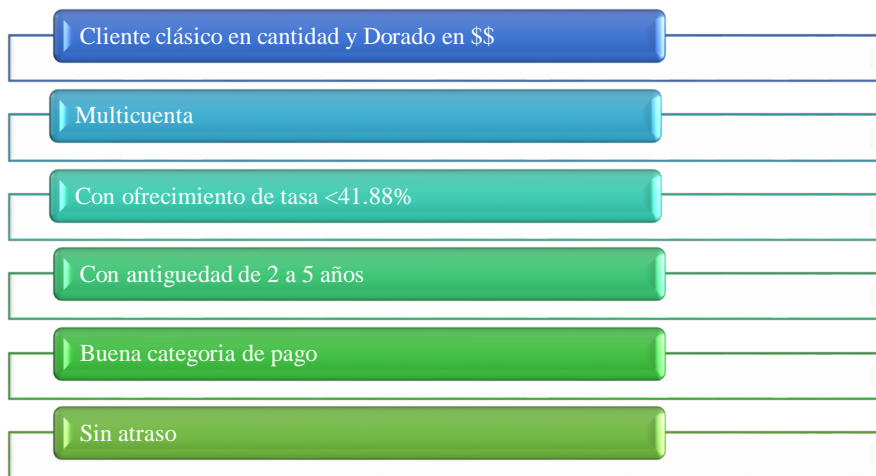 Cliente clásico en cantidad y Dorado en $$
Multicuenta
Con ofrecimiento de tasa <41.88%
Con antiguedad de 2 a 5 años
Buena categoria de pago
Sin atraso